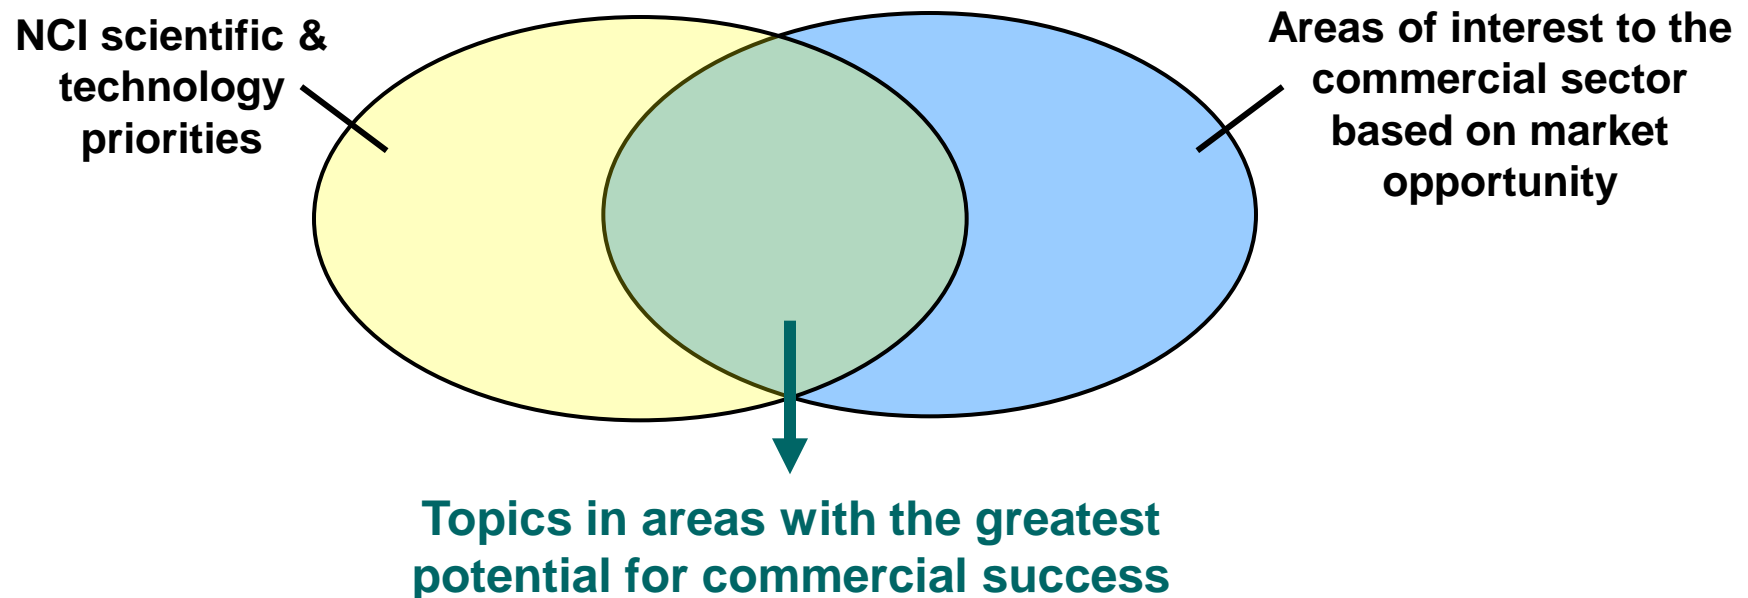 NCI scientific &
technology
priorities
Areas of interest to the
commercial sector
based on market
opportunity
Topics in areas with the greatest
potential for commercial success